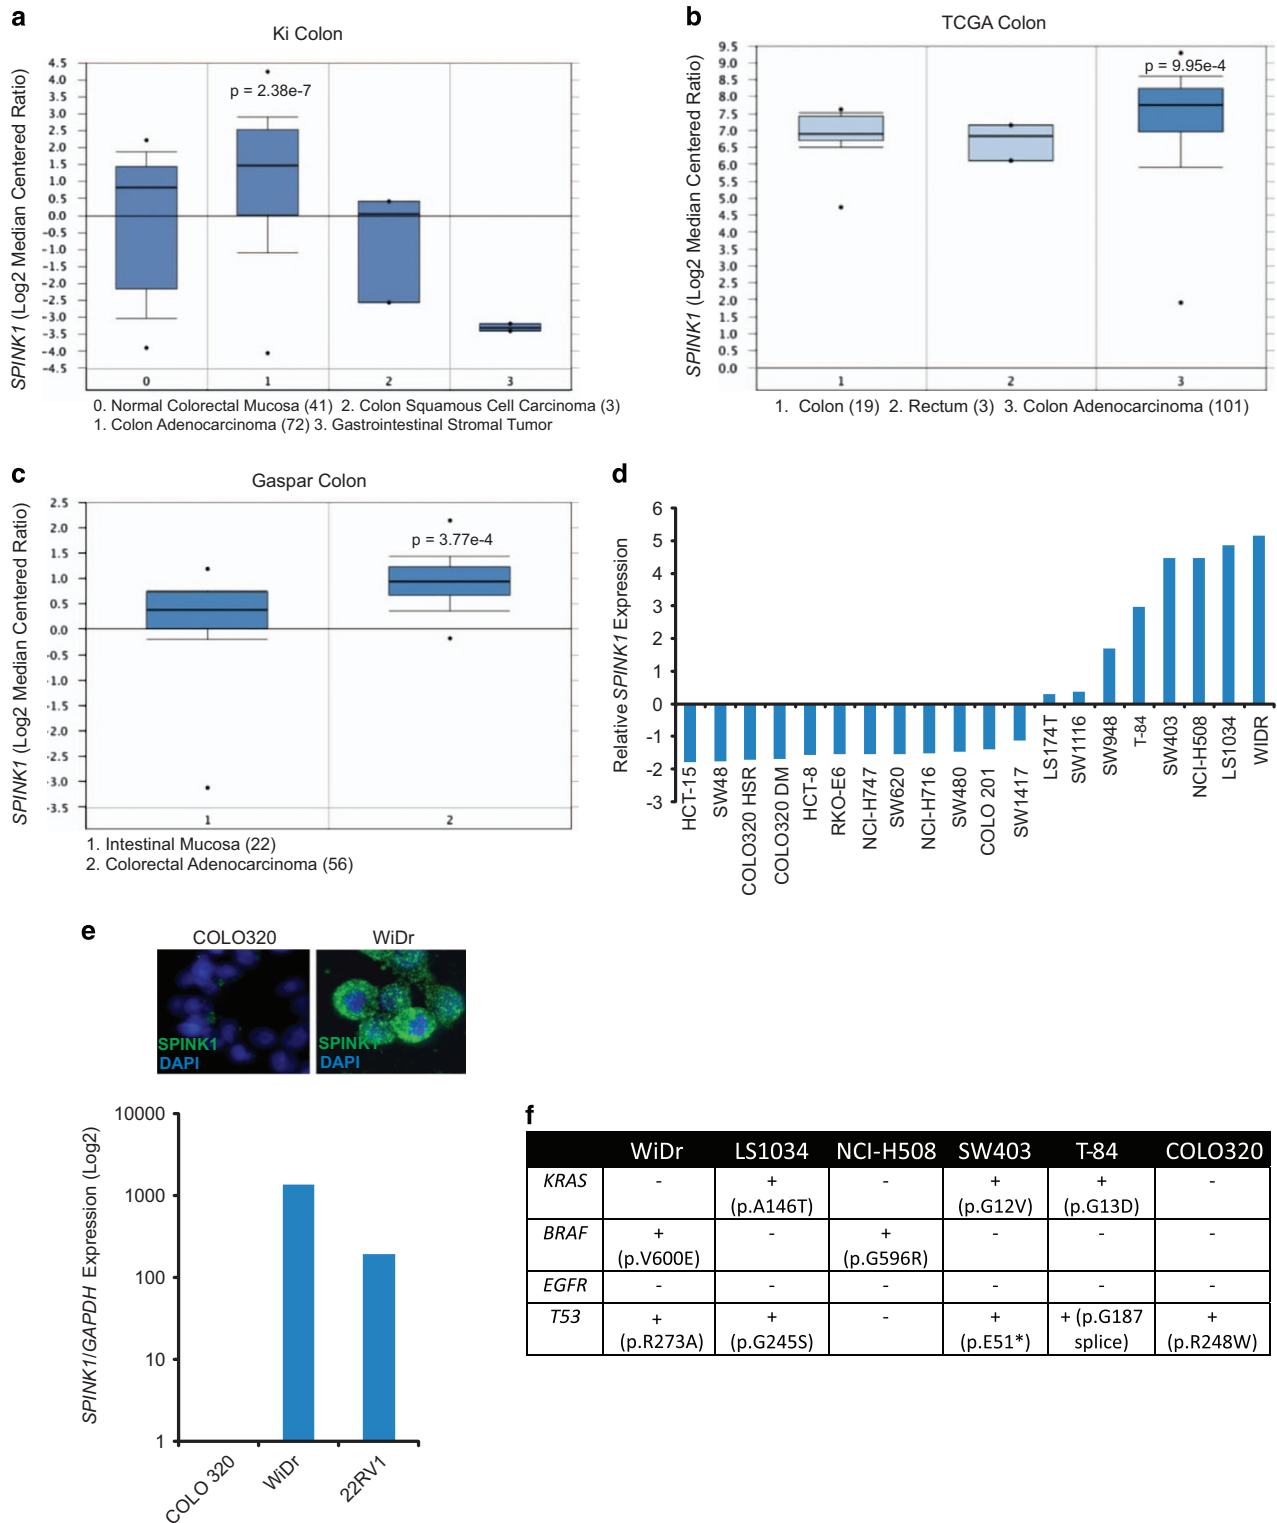 a
Ki Colon
SPINK1 (Log2 Median Centered Ratio)
4.5
4.0
3.5
3.0
2.5
2.0
1.5
1.0
0.5
0.0
-0.5
-1.0
-1.5
-2.0
-2.5
-3.0
-3.5
-4.0
-4.5
p = 2.38e-7
0 1 2 3
0. Normal Colorectal Mucosa (41) 2. Colon Squamous Cell Carcinoma (3)
1. Colon Adenocarcinoma (72) 3. Gastrointestinal Stromal Tumor
b
TCGA Colon
SPINK1 (Log2 Median Centered Ratio)
9.5
9.0
8.5
8.0
7.5
7.0
6.5
6.0
5.5
5.0
4.5
4.0
3.5
3.0
2.5
2.0
1.5
1.0
0.5
0.0
p = 9.95e-4
1 2 3
1. Colon (19) 2. Rectum (3) 3. Colon Adenocarcinoma (101)
c
Gaspar Colon
SPINK1 (Log2 Median Centered Ratio)
2.5
2.0
1.5
1.0
0.5
0.0
-0.5
-1.0
-1.5
-2.0
-2.5
-3.0
-3.5
p = 3.77e-4
1 2
1. Intestinal Mucosa (22)
2. Colorectal Adenocarcinoma (56)
d
Relative SPINK1 Expression
6
5
4
3
2
1
0
-1
-2
-3
HCT-15
SW48
COLO320 HSR
COLO320 DM
HCT-8
RKO-E6
NCI-H747
SW620
NCI-H716
SW480
COLO 201
SW1417
LS174T
SW1116
SW948
T-84
SW403
NCI-H508
LS1034
WIDR
e
COLO320 WiDr
SPINK1
DAPI
SPINK1
DAPI
SPINK1/GAPDH Expression (Log2)
10000
1000
100
10
1
COLO 320
WiDr
22RV1
f
WiDr LS1034 NCI-H508 SW403 T-84 COLO320
KRAS - + - + + -
(p.A146T) (p.G12V) (p.G13D)
BRAF + - + - - -
(p.V600E) (p.G596R)
EGFR - - - - - -
T53 + + - + + (p.G187 +
(p.R273A) (p.G245S) (p.E51*) splice) (p.R248W)